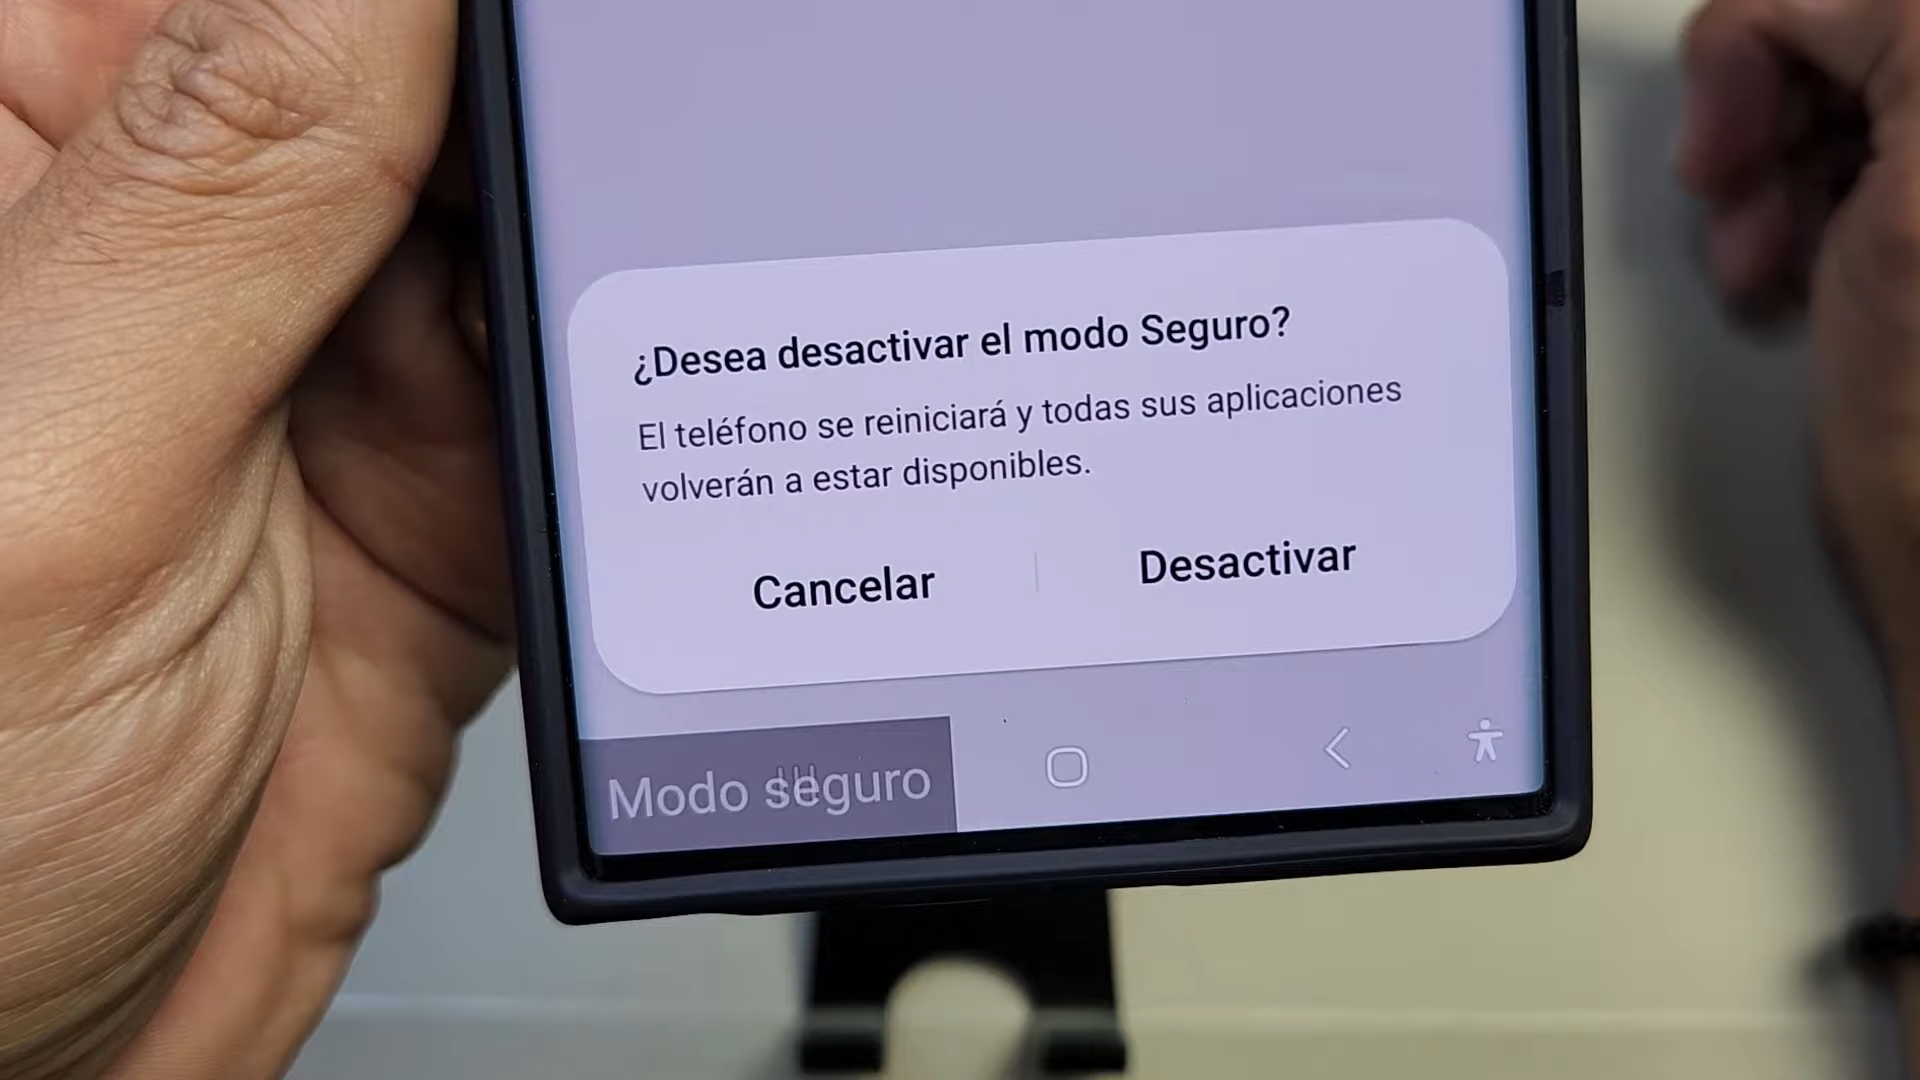 ¿Desea desactivar el modo Seguro?
El teléfono se reiniciará y todas sus aplicaciones
volverán a estar disponibles.
Cancelar
Desactivar
Modo seguro